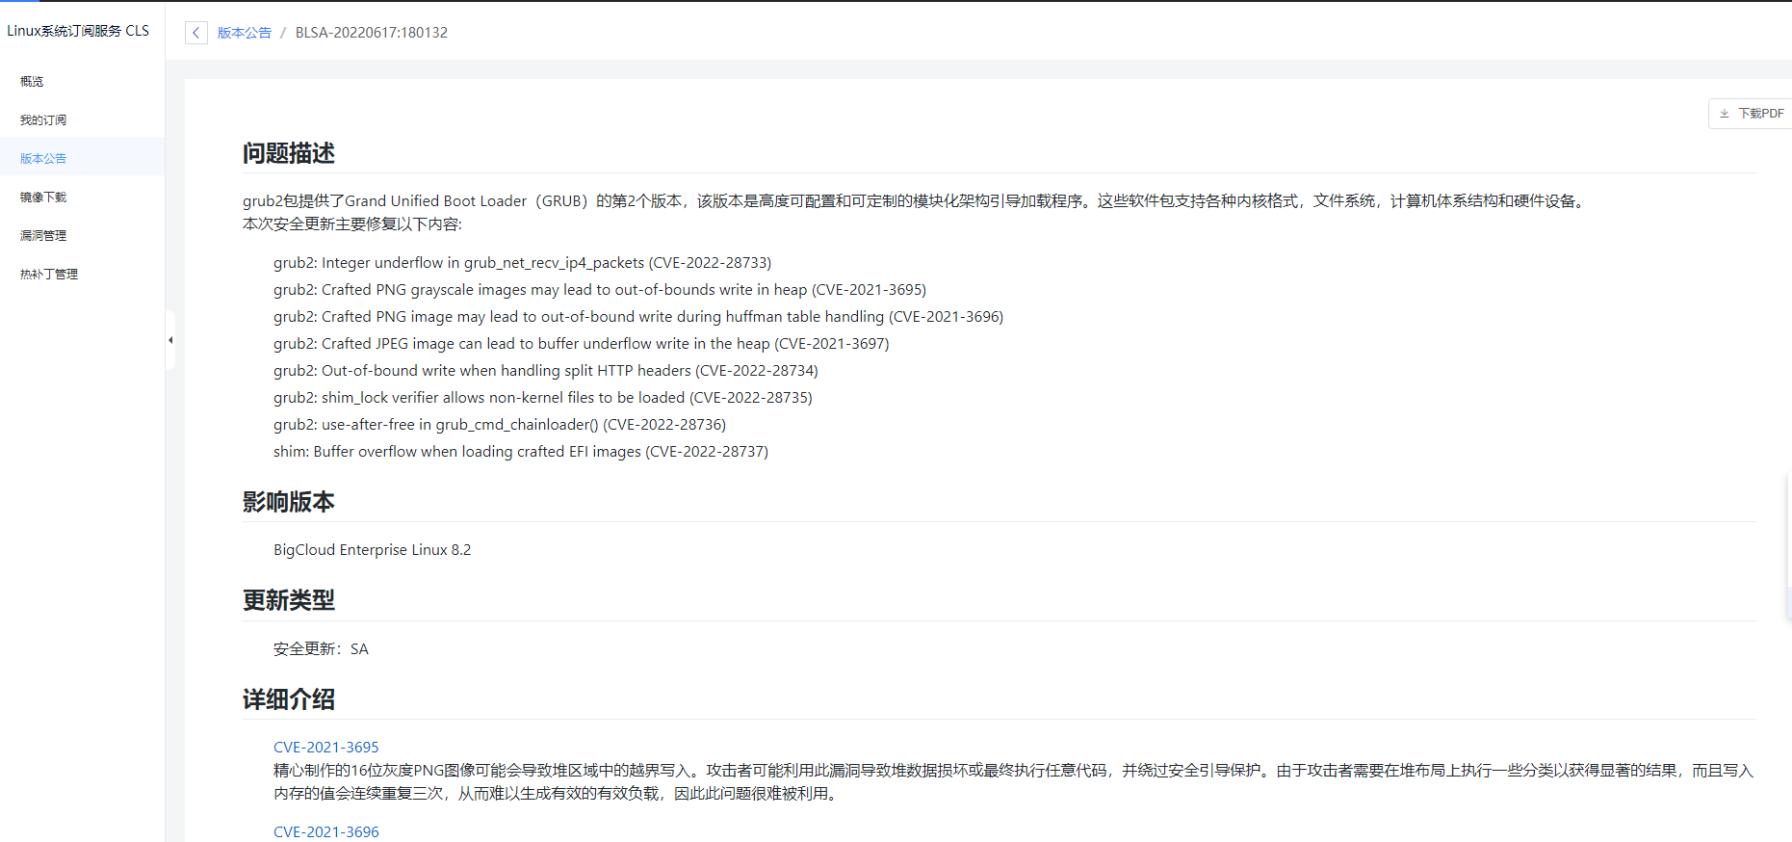 Linux系统订阅服务 CLS
版本公告 / BLSA-20220617:180132
概览
我的订阅
版本公告
镜像下载
漏洞管理
热补丁管理
下载PDF
问题描述
grub2包提供了Grand Unified Boot Loader（GRUB）的第2个版本，该版本是高度可配置和可定制的模块化架构引导加载程序。这些软件包支持各种内核格式，文件系统，计算机体系结构和硬件设备。
本次安全更新主要修复以下内容:
grub2: Integer underflow in grub_net_recv_ip4_packets (CVE-2022-28733)
grub2: Crafted PNG grayscale images may lead to out-of-bounds write in heap (CVE-2021-3695)
grub2: Crafted PNG image may lead to out-of-bound write during huffman table handling (CVE-2021-3696)
grub2: Crafted JPEG image can lead to buffer underflow write in the heap (CVE-2021-3697)
grub2: Out-of-bound write when handling split HTTP headers (CVE-2022-28734)
grub2: shim_lock verifier allows non-kernel files to be loaded (CVE-2022-28735)
grub2: use-after-free in grub_cmd_chainloader() (CVE-2022-28736)
shim: Buffer overflow when loading crafted EFI images (CVE-2022-28737)
影响版本
BigCloud Enterprise Linux 8.2
更新类型
安全更新：SA
详细介绍
CVE-2021-3695
精心制作的16位灰度PNG图像可能会导致堆区域中的越界写入。攻击者可能利用此漏洞导致堆数据损坏或最终执行任意代码，并绕过安全引导保护。由于攻击者需要在堆布局上执行一些分类以获得显著的结果，而且写入
内存的值会连续重复三次，从而难以生成有效的有效负载，因此此问题很难被利用。
CVE-2021-3696